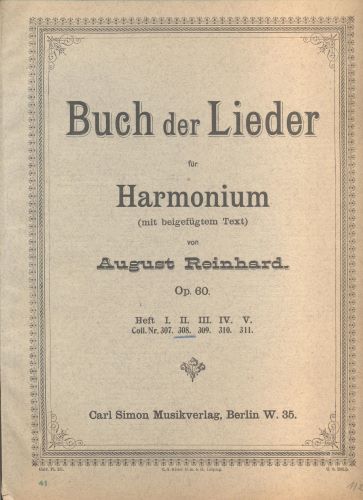 Buch der Lieder
für
Harmonium
(mit beigefügtem Text)
von
August Reinhard.
Op. 60.
Heft I. II. III. IV. V.
Coll. Nr. 307. 308. 309. 310. 311.
Carl Simon Musikverlag, Berlin W. 35.
41